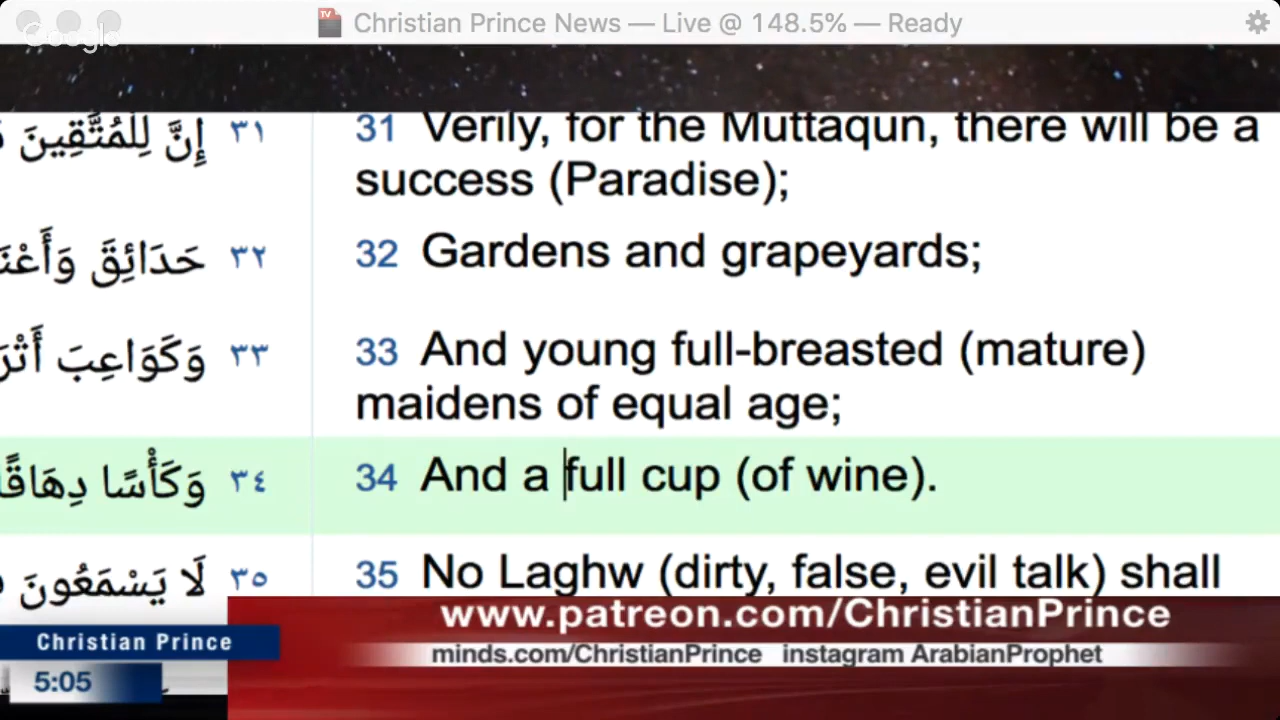 Christian Prince News — Live @ 148.5% — Ready
Google
إِنَّ لِلْمُتَّقِينَ ٣١
31 Verily, for the Muttaqun, there will be a
success (Paradise);
حَدَائِقَ ٣٢
32 Gardens and grapeyards;
وَكَوَاعِبَ ٣٣
33 And young full-breasted (mature)
maidens of equal age;
وَكَأْسًا دِهَاقًا ٣٤
34 And a full cup (of wine).
لَا يَسْمَعُونَ ٣٥
35 No Laghw (dirty, false, evil talk) shall
www.patreon.com/ChristianPrince
Christian Prince
minds.com/ChristianPrince instagram ArabianProphet
5:05